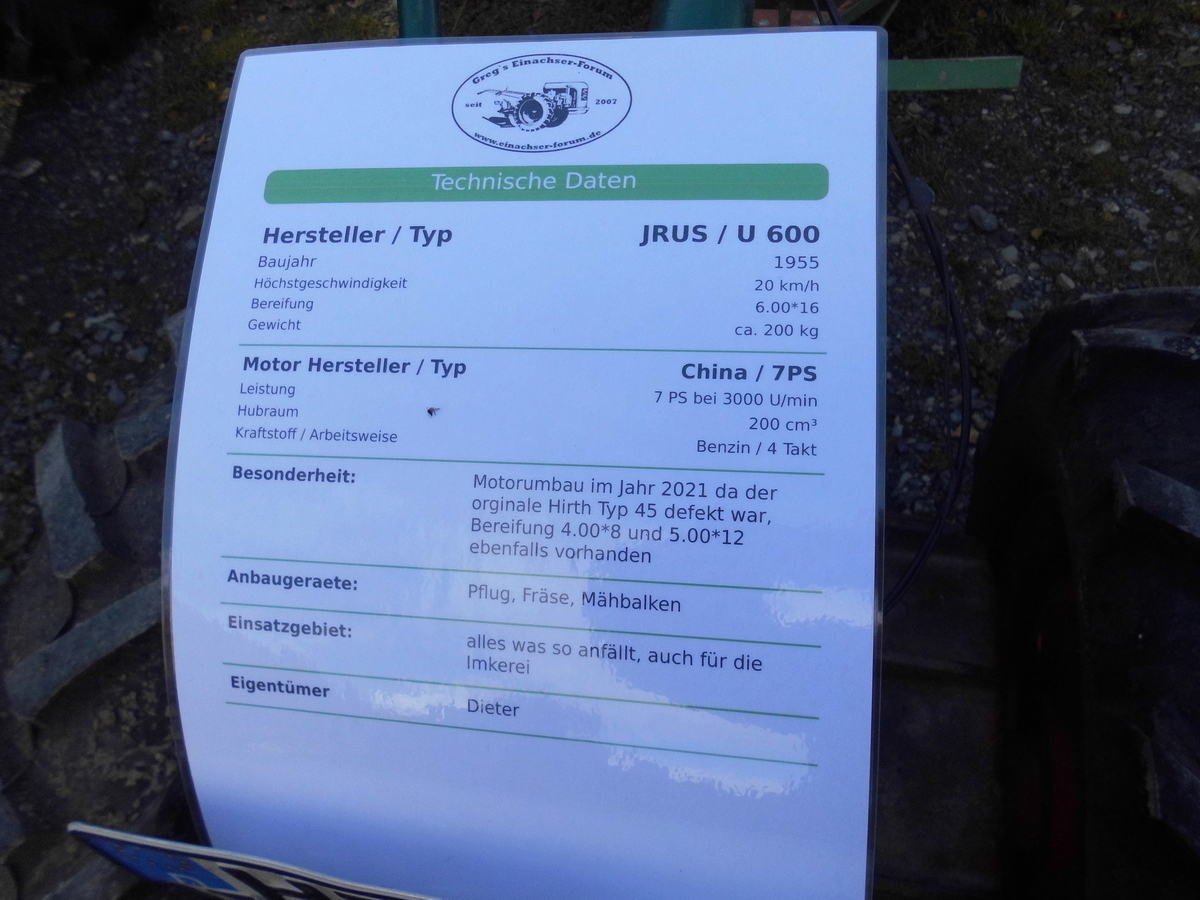 Greg's Einachser-Forum
seit 2007
www.einachser-forum.de
Technische Daten
Hersteller / Typ JRUS / U 600
Baujahr 1955
Höchstgeschwindigkeit 20 km/h
Bereifung 6.00*16
Gewicht ca. 200 kg
Motor Hersteller / Typ China / 7PS
Leistung 7 PS bei 3000 U/min
Hubraum 200 cm³
Kraftstoff / Arbeitsweise Benzin / 4 Takt
Besonderheit: Motorumbau im Jahr 2021 da der
orginale Hirth Typ 45 defekt war,
Bereifung 4.00*8 und 5.00*12
ebenfalls vorhanden
Anbaugeraete: Pflug, Fräse, Mähbalken
Einsatzgebiet: alles was so anfällt, auch für die
Imkerei
Eigentümer Dieter